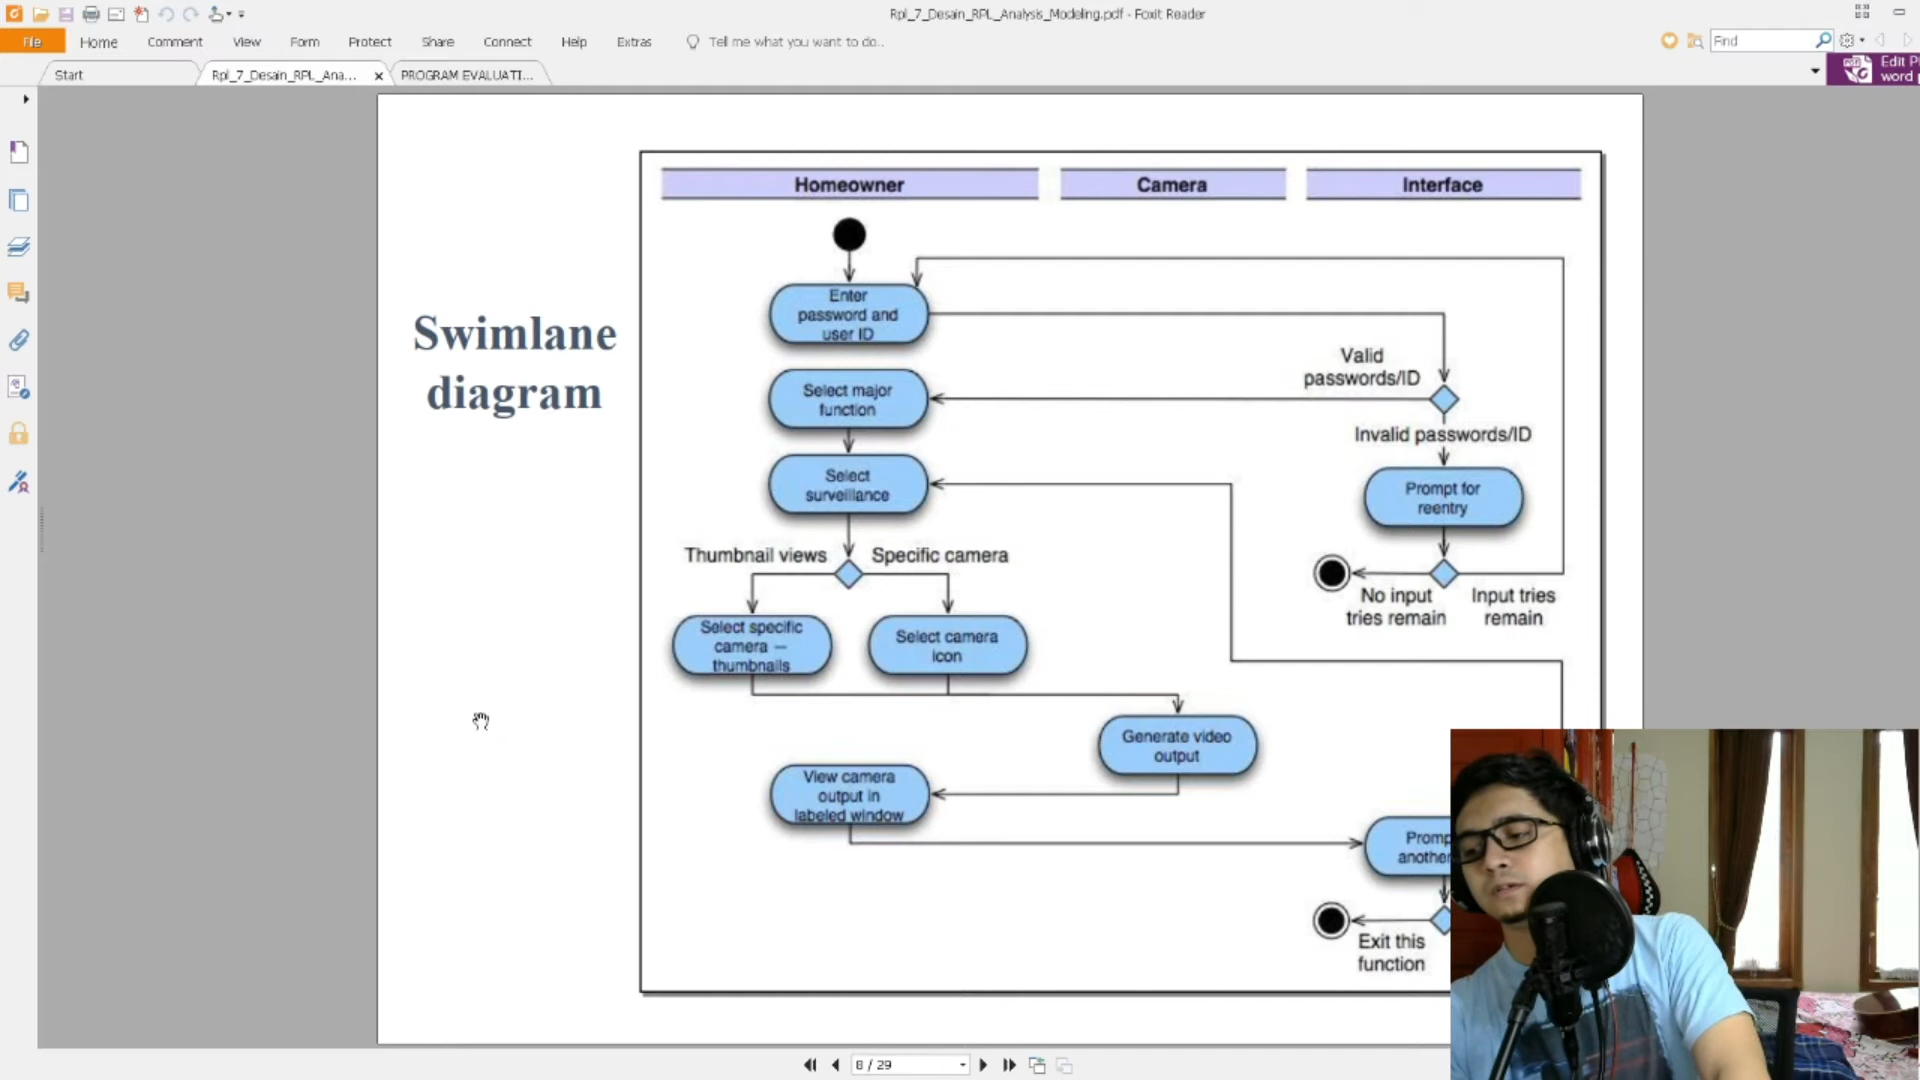 Rpl_7_Desain_RPL_Analysis_Modeling.pdf - Foxit Reader
File Home Comment View Form Protect Share Connect Help Extras Tell me what you want to do.. Find
Start Rpl_7_Desain_RPL_Ana... PROGRAM EVALUATI...
Edit P
word p
Homeowner Camera Interface
Swimlane
diagram
Enter
password and
user ID
Valid
passwords/ID
Select major
function
Invalid passwords/ID
Select
surveillance
Prompt for
reentry
Thumbnail views Specific camera
No input
tries remain
Input tries
remain
Select specific
camera —
thumbnails
Select camera
icon
Generate video
output
View camera
output in
labeled window
Promp
another
Exit this
function
8 / 29